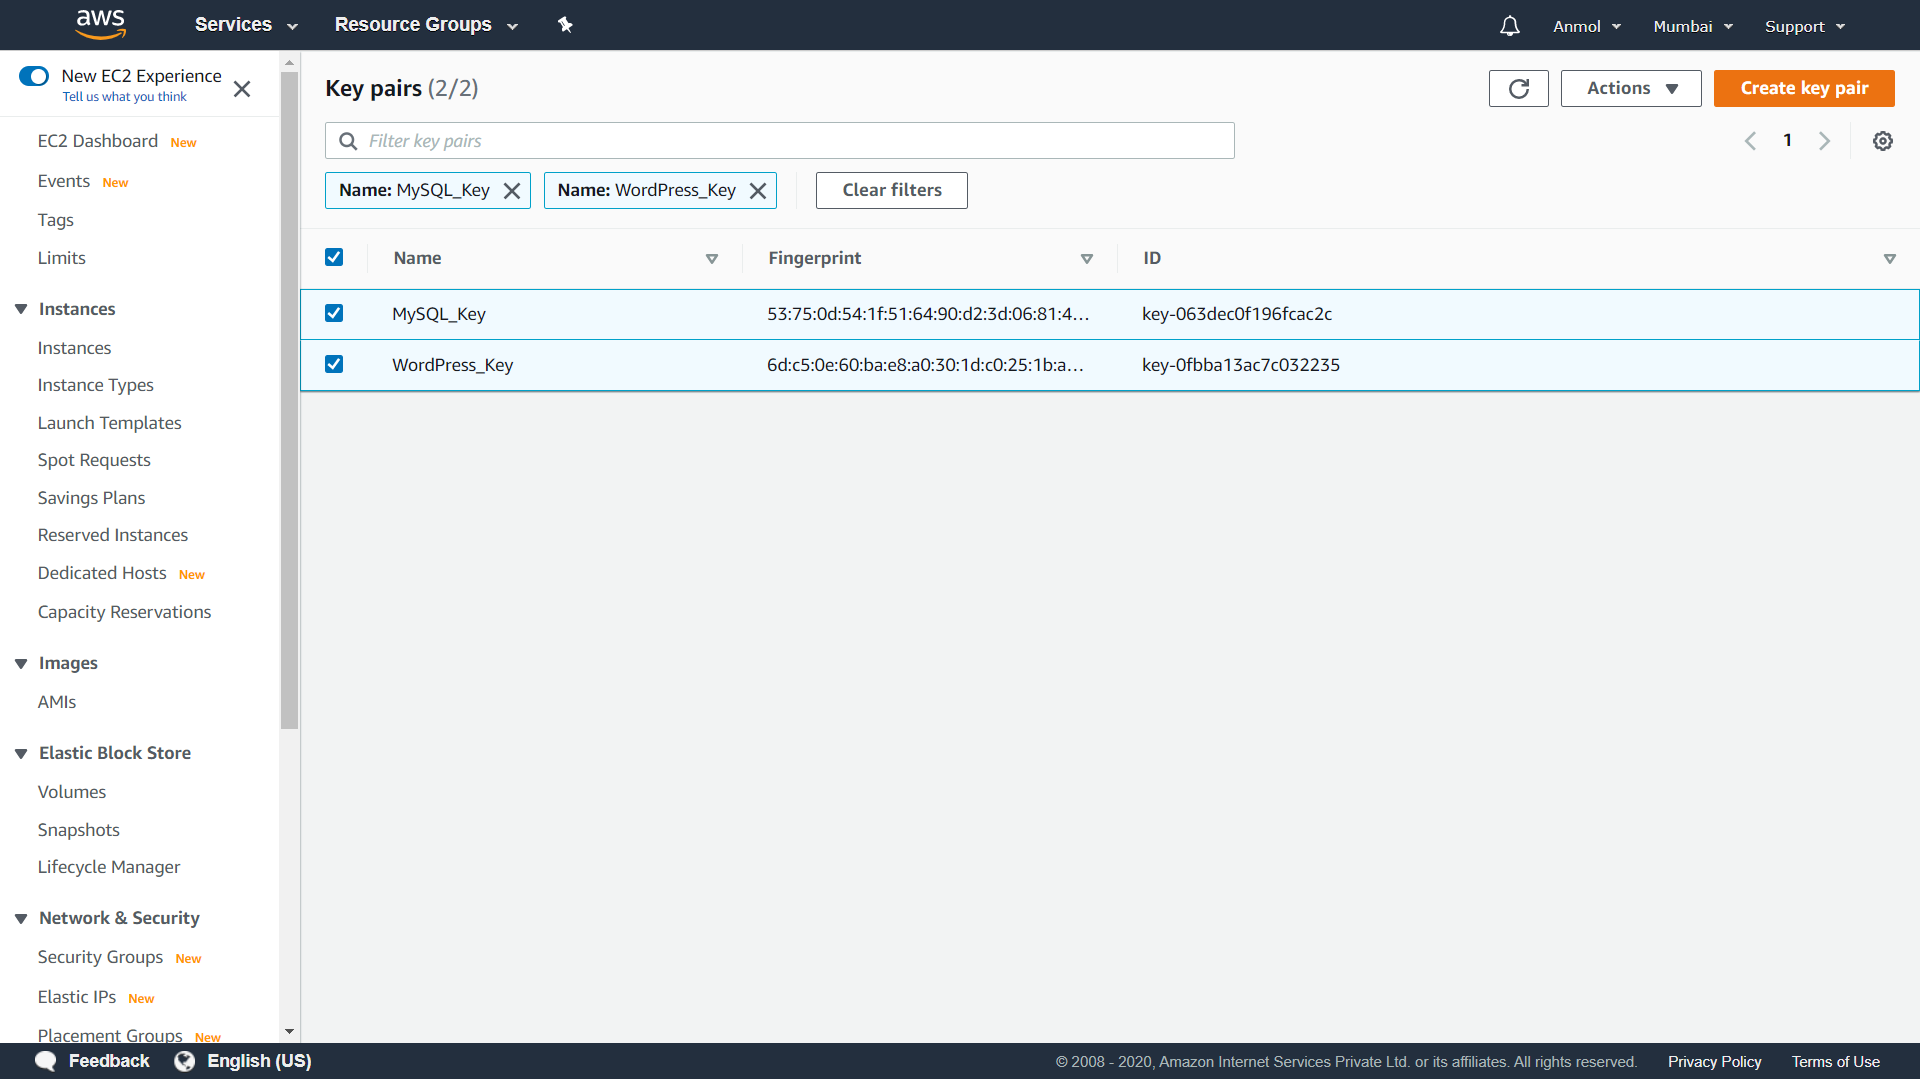 aws Services Resource Groups Anmol Mumbai Support
New EC2 Experience
Tell us what you think
EC2 Dashboard New
Events New
Tags
Limits
Instances
Instances
Instance Types
Launch Templates
Spot Requests
Savings Plans
Reserved Instances
Dedicated Hosts New
Capacity Reservations
Images
AMIs
Elastic Block Store
Volumes
Snapshots
Lifecycle Manager
Network & Security
Security Groups New
Elastic IPs New
Placement Groups New
Key pairs (2/2) Actions Create key pair
Filter key pairs 1
Name: MySQL_Key Name: WordPress_Key Clear filters
Name Fingerprint ID
MySQL_Key 53:75:0d:54:1f:51:64:90:d2:3d:06:81:4... key-063dec0f196fcac2c
WordPress_Key 6d:c5:0e:60:ba:e8:a0:30:1d:c0:25:1b:a... key-0fbba13ac7c032235
Feedback English (US) © 2008 - 2020, Amazon Internet Services Private Ltd. or its affiliates. All rights reserved. Privacy Policy Terms of Use